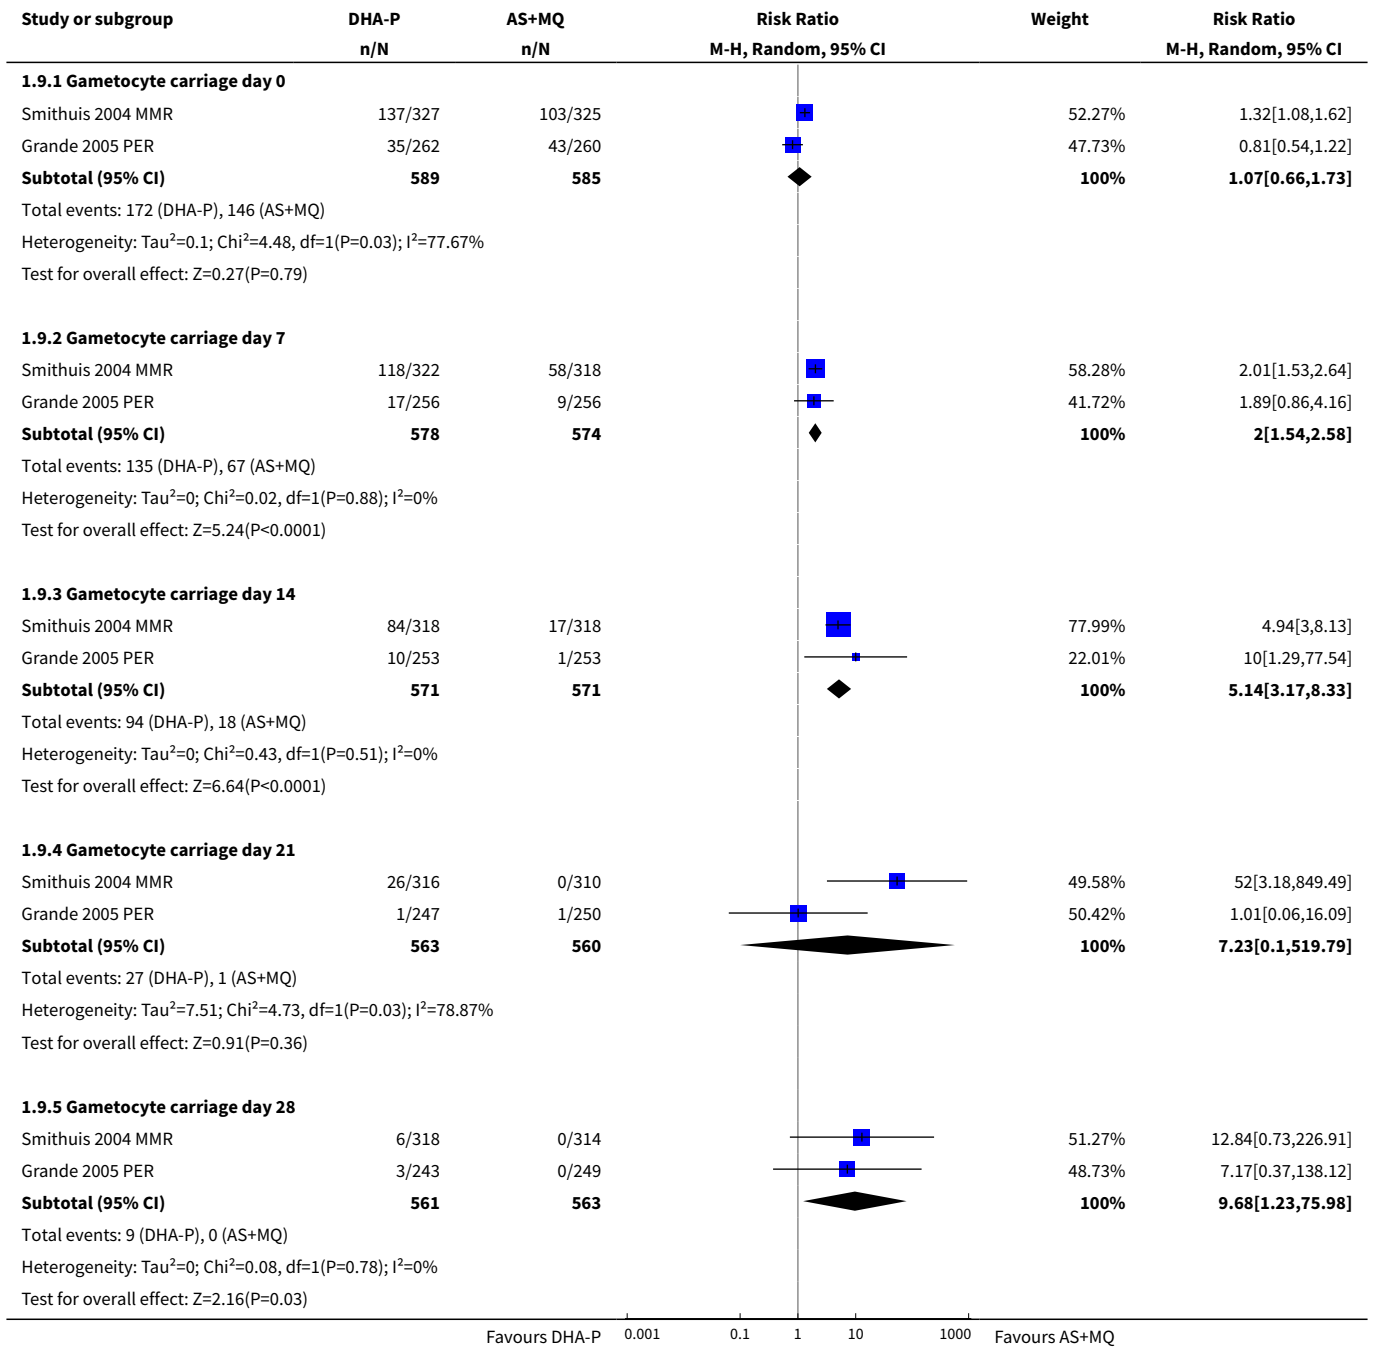 Study or subgroup DHA-P AS+MQ Risk Ratio Weight Risk Ratio
n/N n/N M-H, Random, 95% CI M-H, Random, 95% CI
1.9.1 Gametocyte carriage day 0
Smithuis 2004 MMR 137/327 103/325 52.27% 1.32[1.08,1.62]
Grande 2005 PER 35/262 43/260 47.73% 0.81[0.54,1.22]
Subtotal (95% CI) 589 585 100% 1.07[0.66,1.73]
Total events: 172 (DHA-P), 146 (AS+MQ)
Heterogeneity: Tau²=0.1; Chi²=4.48, df=1(P=0.03); I²=77.67%
Test for overall effect: Z=0.27(P=0.79)
1.9.2 Gametocyte carriage day 7
Smithuis 2004 MMR 118/322 58/318 58.28% 2.01[1.53,2.64]
Grande 2005 PER 17/256 9/256 41.72% 1.89[0.86,4.16]
Subtotal (95% CI) 578 574 100% 2[1.54,2.58]
Total events: 135 (DHA-P), 67 (AS+MQ)
Heterogeneity: Tau²=0; Chi²=0.02, df=1(P=0.88); I²=0%
Test for overall effect: Z=5.24(P<0.0001)
1.9.3 Gametocyte carriage day 14
Smithuis 2004 MMR 84/318 17/318 77.99% 4.94[3,8.13]
Grande 2005 PER 10/253 1/253 22.01% 10[1.29,77.54]
Subtotal (95% CI) 571 571 100% 5.14[3.17,8.33]
Total events: 94 (DHA-P), 18 (AS+MQ)
Heterogeneity: Tau²=0; Chi²=0.43, df=1(P=0.51); I²=0%
Test for overall effect: Z=6.64(P<0.0001)
1.9.4 Gametocyte carriage day 21
Smithuis 2004 MMR 26/316 0/310 49.58% 52[3.18,849.49]
Grande 2005 PER 1/247 1/250 50.42% 1.01[0.06,16.09]
Subtotal (95% CI) 563 560 100% 7.23[0.1,519.79]
Total events: 27 (DHA-P), 1 (AS+MQ)
Heterogeneity: Tau²=7.51; Chi²=4.73, df=1(P=0.03); I²=78.87%
Test for overall effect: Z=0.91(P=0.36)
1.9.5 Gametocyte carriage day 28
Smithuis 2004 MMR 6/318 0/314 51.27% 12.84[0.73,226.91]
Grande 2005 PER 3/243 0/249 48.73% 7.17[0.37,138.12]
Subtotal (95% CI) 561 563 100% 9.68[1.23,75.98]
Total events: 9 (DHA-P), 0 (AS+MQ)
Heterogeneity: Tau²=0; Chi²=0.08, df=1(P=0.78); I²=0%
Test for overall effect: Z=2.16(P=0.03)
Favours DHA-P 0.001 0.1 1 10 1000 Favours AS+MQ